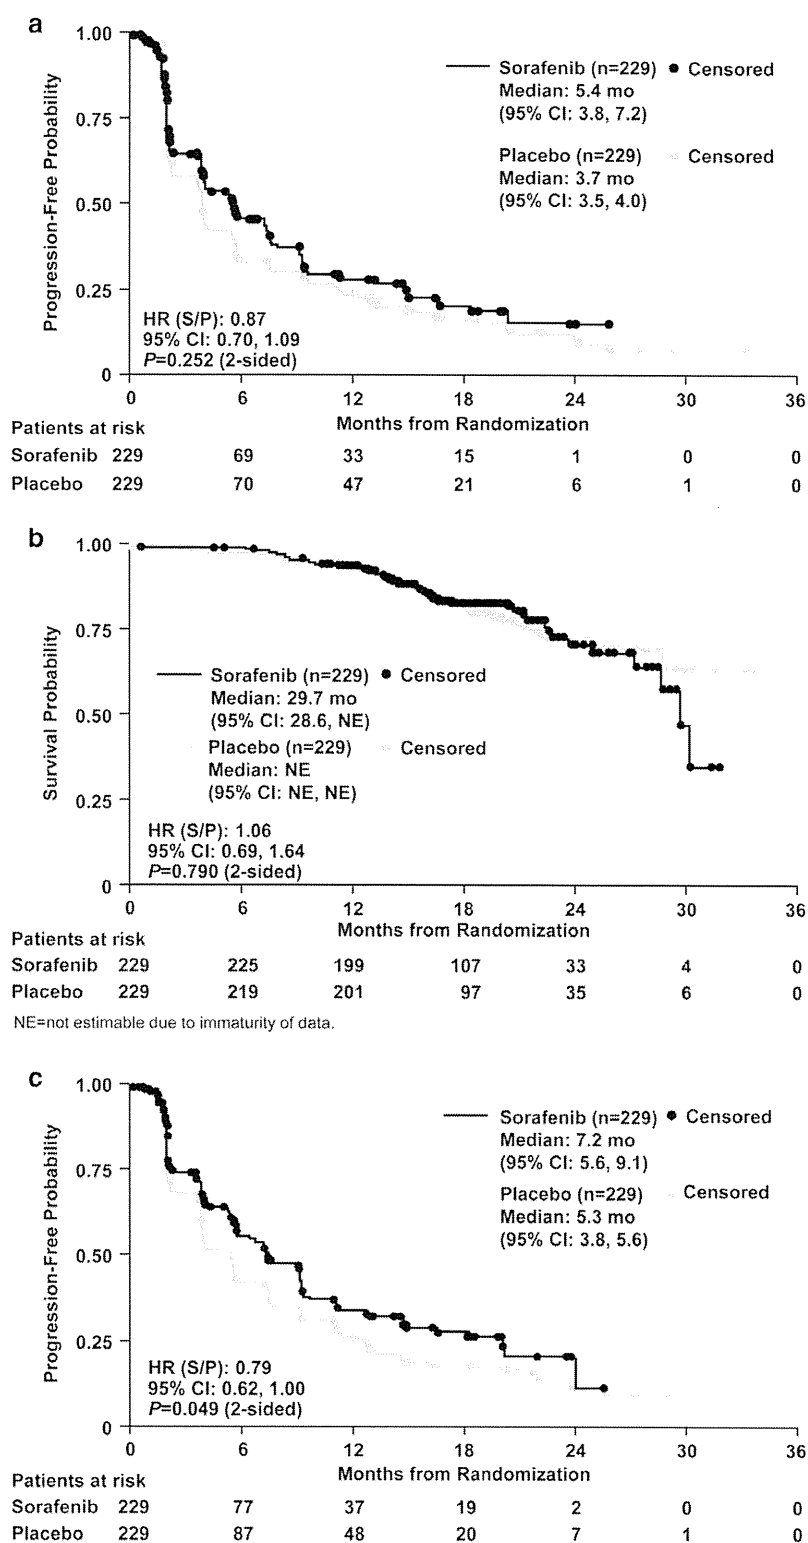 a
1.00
0.75
0.50
0.25
0
Progression-Free Probability
Sorafenib (n=229) Censored
Median: 5.4 mo
(95% CI: 3.8, 7.2)
Placebo (n=229) Censored
Median: 3.7 mo
(95% CI: 3.5, 4.0)
HR (S/P): 0.87
95% CI: 0.70, 1.09
P=0.252 (2-sided)
0 6 12 18 24 30 36
Months from Randomization
Patients at risk
Sorafenib 229 69 33 15 1 0 0
Placebo 229 70 47 21 6 1 0
b
1.00
0.75
0.50
0.25
0
Survival Probability
Sorafenib (n=229) Censored
Median: 29.7 mo
(95% CI: 28.6, NE)
Placebo (n=229) Censored
Median: NE
(95% CI: NE, NE)
HR (S/P): 1.06
95% CI: 0.69, 1.64
P=0.790 (2-sided)
0 6 12 18 24 30 36
Months from Randomization
Patients at risk
Sorafenib 229 225 199 107 33 4 0
Placebo 229 219 201 97 35 6 0
NE=not estimable due to immaturity of data.
c
1.00
0.75
0.50
0.25
0
Progression-Free Probability
Sorafenib (n=229) Censored
Median: 7.2 mo
(95% CI: 5.6, 9.1)
Placebo (n=229) Censored
Median: 5.3 mo
(95% CI: 3.8, 5.6)
HR (S/P): 0.79
95% CI: 0.62, 1.00
P=0.049 (2-sided)
0 6 12 18 24 30 36
Months from Randomization
Patients at risk
Sorafenib 229 77 37 19 2 0 0
Placebo 229 87 48 20 7 1 0